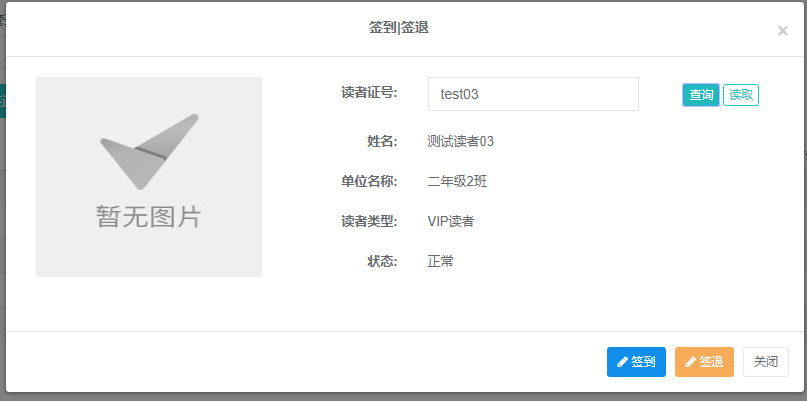 签到|签退
×
读者证号: test03 查询 读取
暂无图片
姓名: 测试读者03
单位名称: 二年级2班
读者类型: VIP读者
状态: 正常
签到 签退 关闭